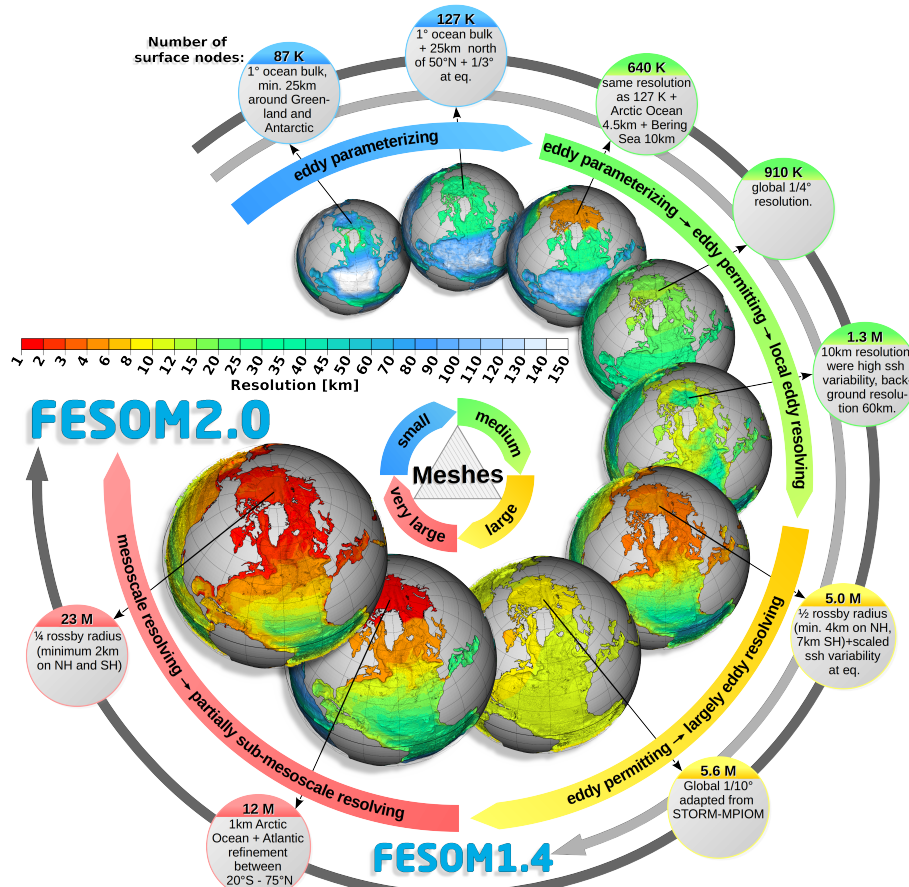 Number of
surface nodes:
87 K
1° ocean bulk,
min. 25km
around Green-
land and
Antarctic
127 K
1° ocean bulk
+ 25km north
of 50°N + 1/3°
at eq.
640 K
same resolution
as 127 K +
Arctic Ocean
4.5km + Bering
Sea 10km
910 K
global 1/4°
resolution.
1.3 M
10km resolution
were high ssh
variability, back-
ground resolu-
tion 60km.
eddy parameterizing
eddy parameterizing → eddy permitting → local eddy resolving
1 2 3 4 6 8 10 12 15 20 25 30 35 40 45 50 60 70 80 90 100 110 120 130 140 150
Resolution [km]
FESOM2.0
small
medium
Meshes
very large
large
5.0 M
½ rossby radius
(min. 4km on NH,
7km SH)+scaled
ssh variability
at eq.
eddy permitting → largely eddy resolving
5.6 M
Global 1/10°
adapted from
STORM-MPIOM
mesoscale resolving → partially sub-mesoscale resolving
23 M
¼ rossby radius
(minimum 2km
on NH and SH)
12 M
1km Arctic
Ocean + Atlantic
refinement
between
20°S - 75°N
FESOM1.4